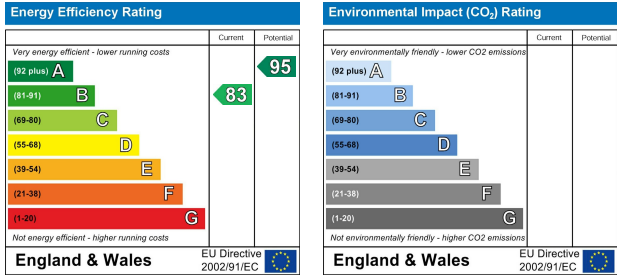 Energy Efficiency Rating
Current Potential
Very energy efficient - lower running costs
(92 plus) A
(81-91) B
(69-80) C
(55-68) D
(39-54) E
(21-38) F
(1-20) G
83
95
Not energy efficient - higher running costs
England & Wales
EU Directive
2002/91/EC
Environmental Impact (CO2) Rating
Current Potential
Very environmentally friendly - lower CO2 emissions
(92 plus) A
(81-91) B
(69-80) C
(55-68) D
(39-54) E
(21-38) F
(1-20) G
Not environmentally friendly - higher CO2 emissions
England & Wales
EU Directive
2002/91/EC